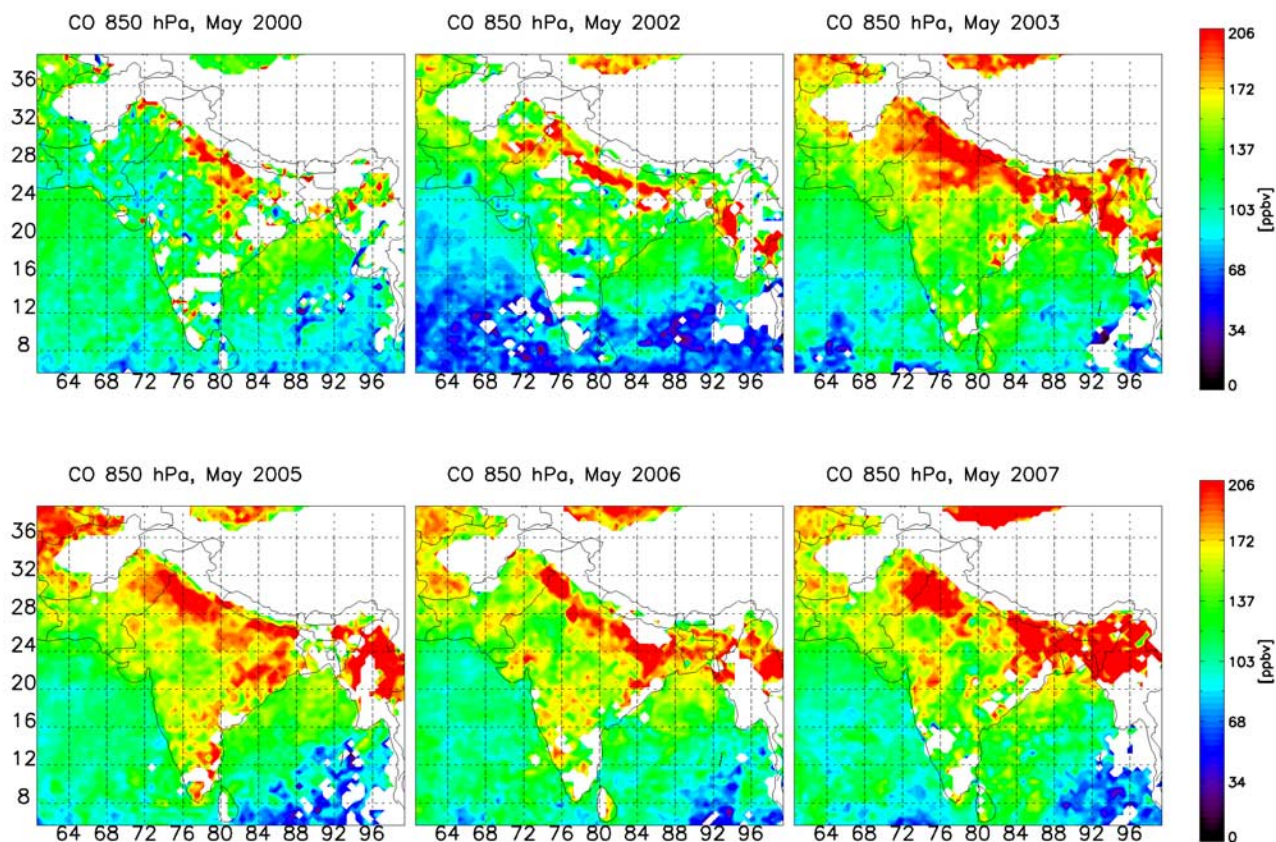 CO 850 hPa, May 2000
CO 850 hPa, May 2002
CO 850 hPa, May 2003
36
32
28
24
20
16
12
8
64 68 72 76 80 84 88 92 96
64 68 72 76 80 84 88 92 96
64 68 72 76 80 84 88 92 96
206
172
137
103
68
34
0
[ppbv]
CO 850 hPa, May 2005
CO 850 hPa, May 2006
CO 850 hPa, May 2007
36
32
28
24
20
16
12
8
64 68 72 76 80 84 88 92 96
64 68 72 76 80 84 88 92 96
64 68 72 76 80 84 88 92 96
206
172
137
103
68
34
0
[ppbv]